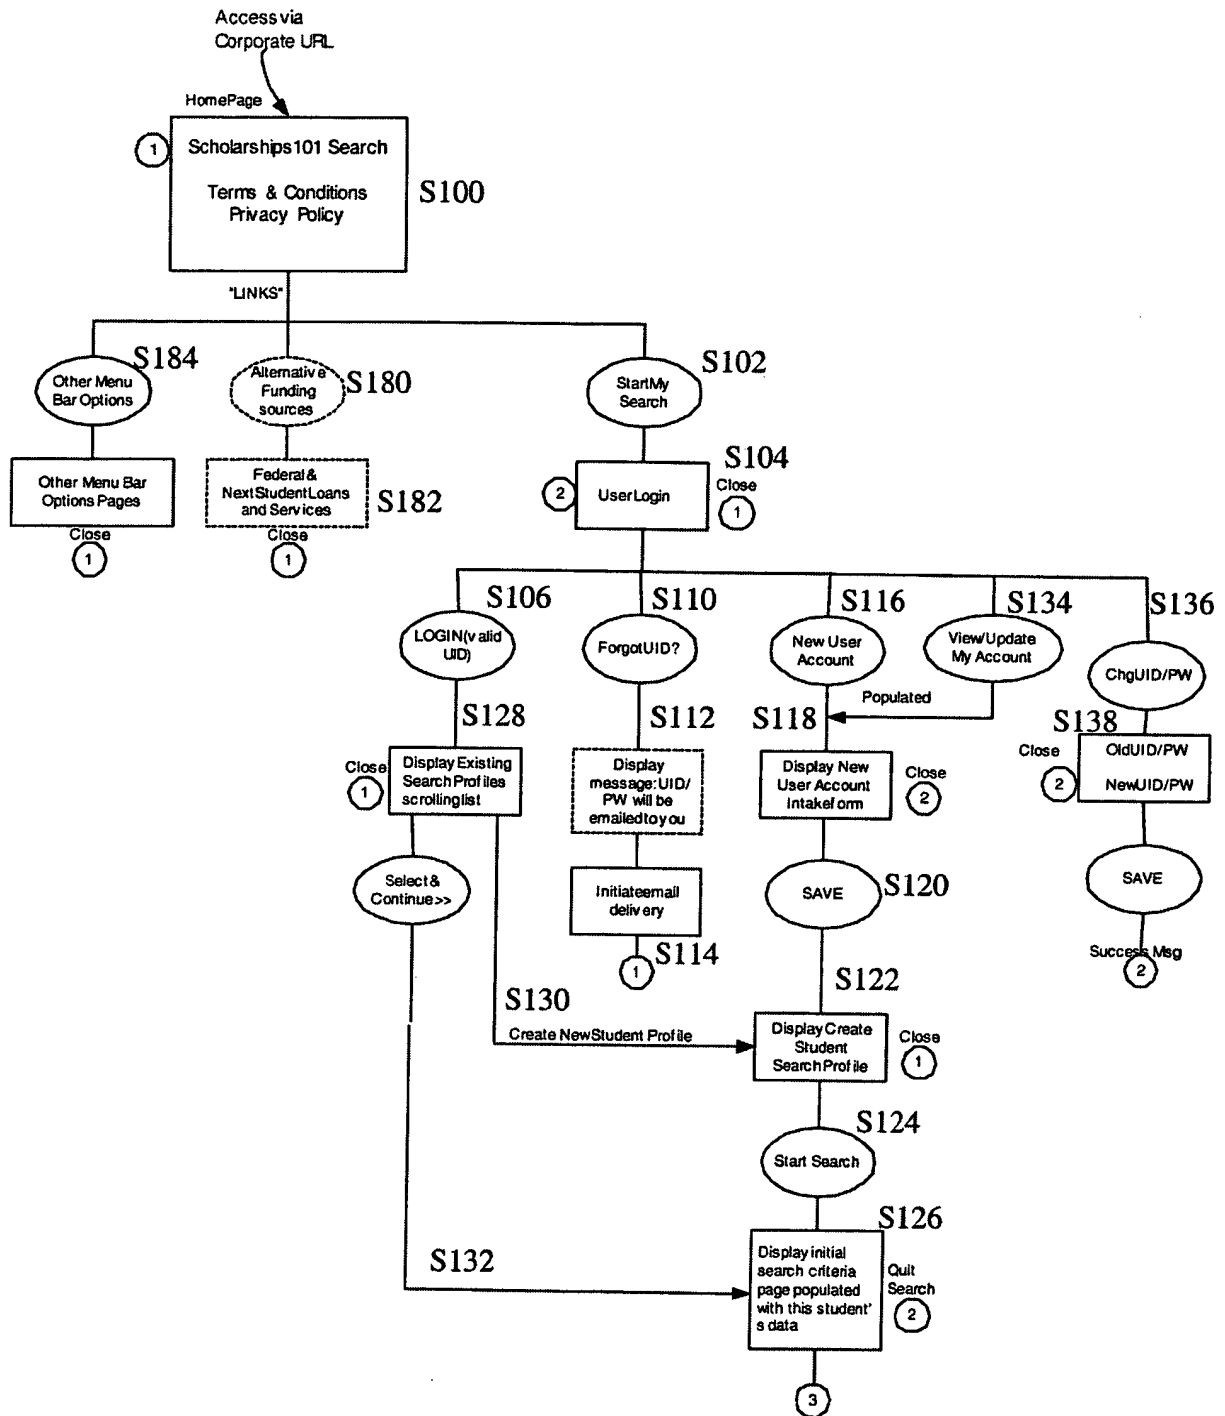 Access via
Corporate URL
HomePage
1
Scholarships101 Search
Terms & Conditions
Privacy Policy
S100
"LINKS"
S184
Other Menu
Bar Options
S180
Alternative
Funding
sources
S102
StartMy
Search
Other Menu Bar
Options Pages
Close
1
Federal &
NextStudentLoans
and Services
S182
Close
1
S104
2
UserLogin
Close
1
S106
LOGIN(valid
UID)
S110
ForgotUID?
S116
New User
Account
S134
View/Update
My Account
S136
ChgUID/PW
Populated
S128
Close
1
Display Existing
Search Profiles
scrollinglist
S112
Display
message:UID/
PW will be
emailedtoyou
S118
Display New
User Account
Intakeform
Close
2
S138
Close
2
OldUID/PW
NewUID/PW
Select &
Continue>>
Initiateemail
delivery
S114
1
SAVE
S120
SAVE
Success Msg
2
S130
Create NewStudent Profile
S122
Display Create
Student
SearchProfile
Close
1
S124
Start Search
S126
S132
Display initial
search criteria
page populated
with this student'
s data
Quit
Search
2
3